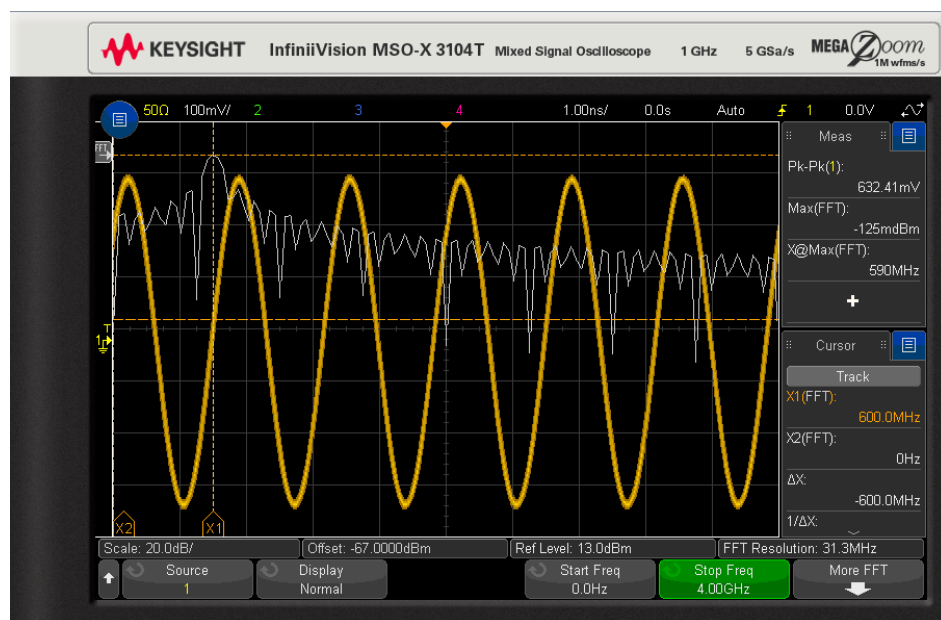 KEYSIGHT InfiniiVision MSO-X 3104T Mixed Signal Oscilloscope 1 GHz 5 GSa/s MEGA Zoom
1M wfms/s
50Ω 100mV/ 2 3 4 1.00ns/ 0.0s Auto 1 0.0V
Meas
FFT
Pk-Pk(1):
632.41mV
Max(FFT):
-125mdBm
X@Max(FFT):
590MHz
+
T
1
Cursor
Track
X1(FFT):
600.0MHz
X2(FFT):
0Hz
ΔX:
-600.0MHz
X2 X1
1/ΔX:
Scale: 20.0dB/ Offset: -67.0000dBm Ref Level: 13.0dBm FFT Resolution: 31.3MHz
Source Display Start Freq Stop Freq More FFT
1 Normal 0.0Hz 4.00GHz